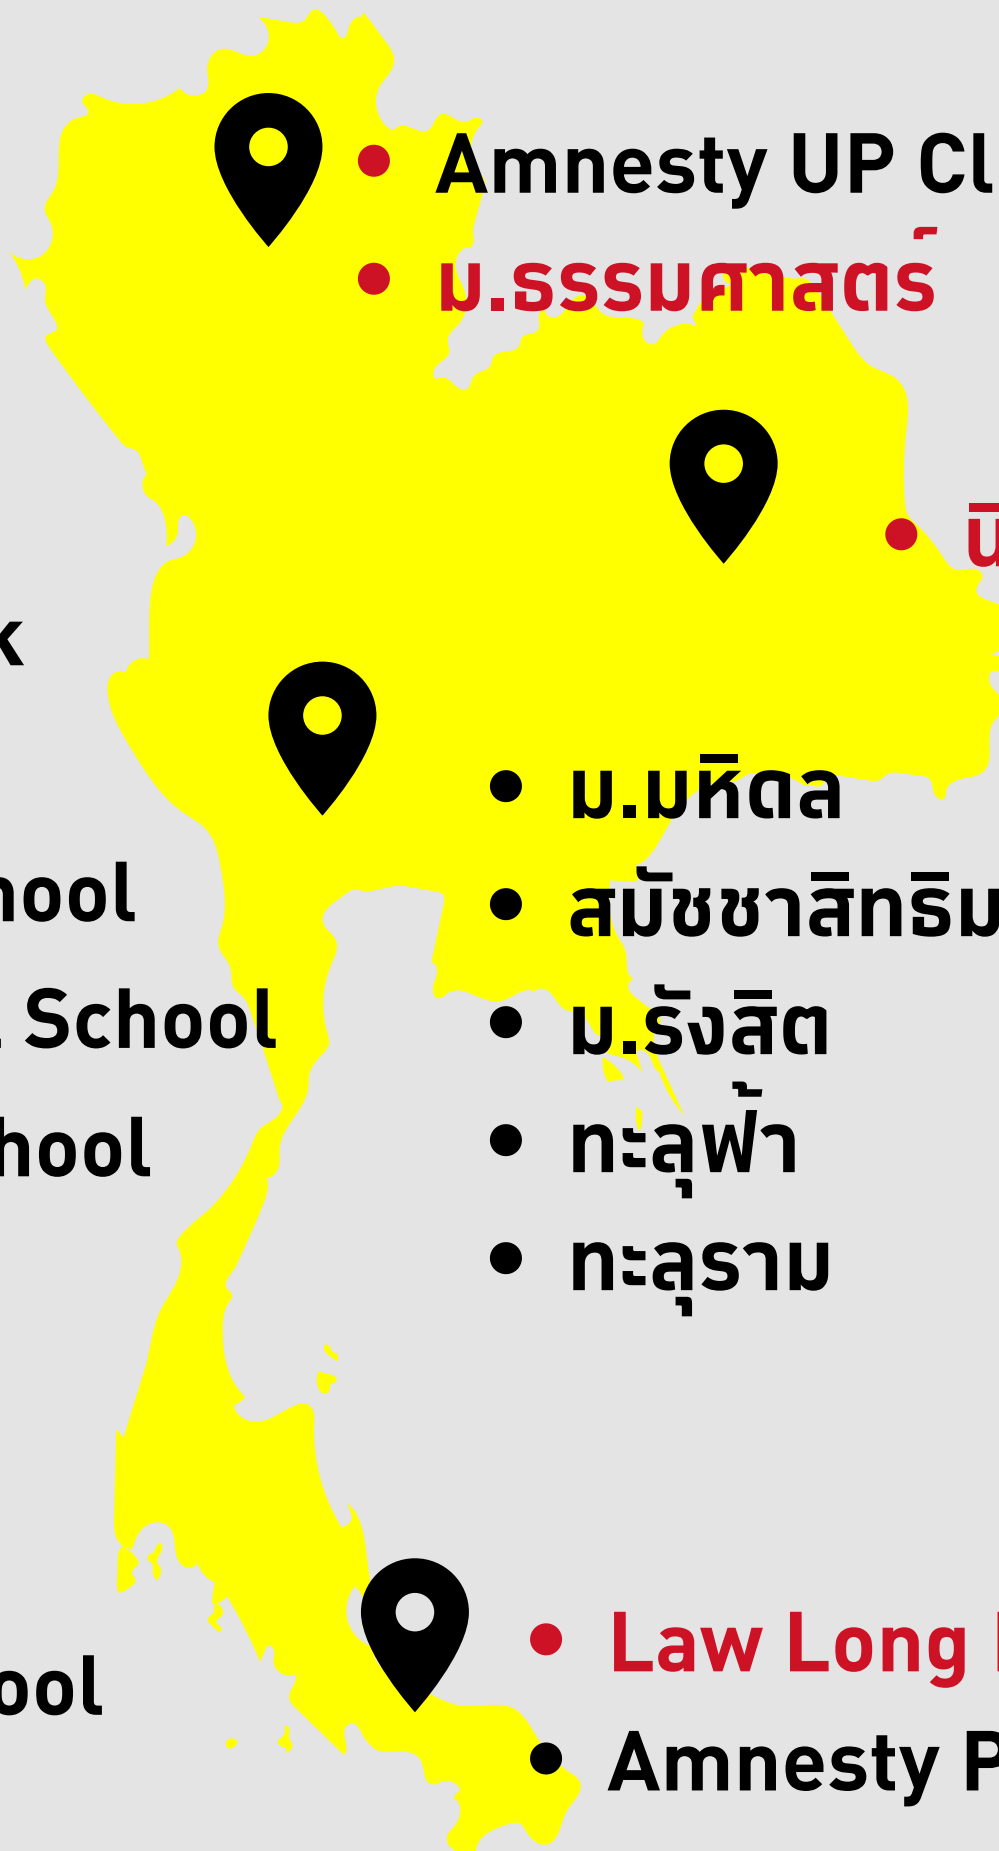 Amnesty UP Cl
ม.ธรรมศาสตร์
นิ
k
ม.มหิดล
hool
สมัชชาสิทธิม
School
ม.รังสิต
hool
ทะลุฟ้า
ทะลุราม
Law Long
ool
Amnesty P